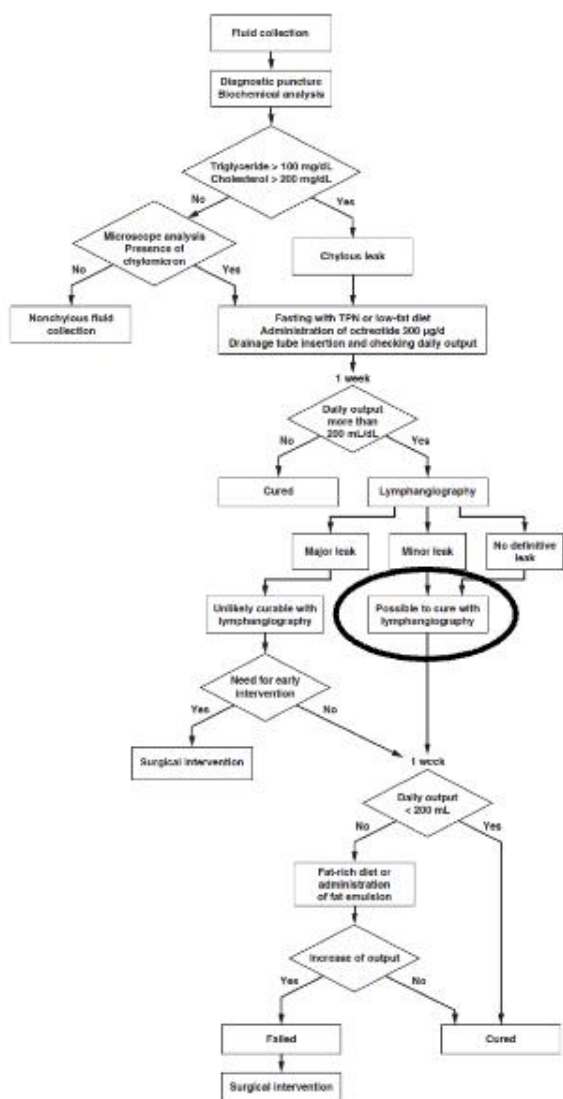 Fluid collection
Diagnostic puncture
Biochemical analysis
Triglyceride > 100 mg/dL
Cholesterol > 200 mg/dL
No
Yes
Microscope analysis
Presence of
chylomicron
Chylous leak
No
Yes
Nonchylous fluid
collection
Fasting with TPN or low-fat diet
Administration of octreotide 300 µg/d
Drainage tube insertion and checking daily output
1 week
Daily output
more than
200 mL/dL
No
Yes
Cured
Lymphangiography
Major leak
Minor leak
No definitive
leak
Unlikely curable with
lymphangiography
Possible to cure with
lymphangiography
Need for early
intervention
Yes
No
Surgical intervention
1 week
Daily output
< 200 mL
No
Yes
Fat-rich diet or
administration
of fat emulsion
Increase of output
Yes
No
Failed
Cured
Surgical intervention